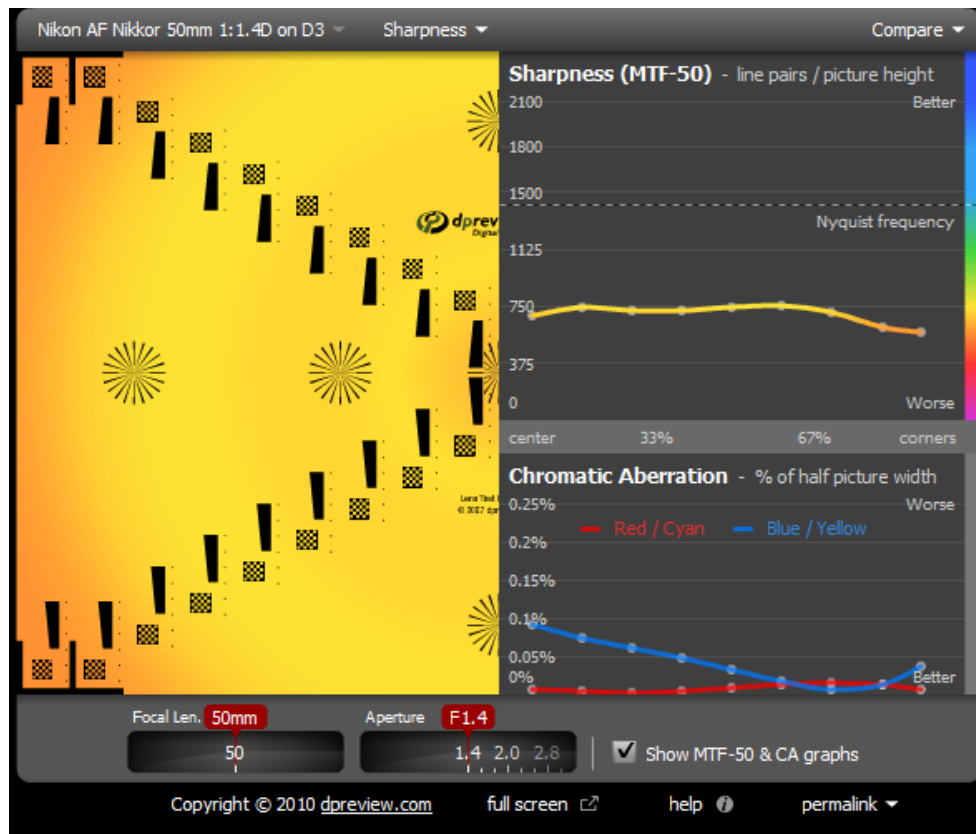 Nikon AF Nikkor 50mm 1:1.4D on D3
Sharpness
Compare
dprev
Digital
Sharpness (MTF-50) - line pairs / picture height
2100
Better
1800
1500
Nyquist frequency
1125
750
375
0
Worse
center
33%
67%
corners
Chromatic Aberration - % of half picture width
0.25%
Worse
Red / Cyan
Blue / Yellow
0.2%
0.15%
0.1%
0.05%
0%
Better
Focal Len.
50mm
50
Aperture
F1.4
1.4 2.0 2.8
Show MTF-50 & CA graphs
Copyright © 2010 dpreview.com
full screen
help
permalink